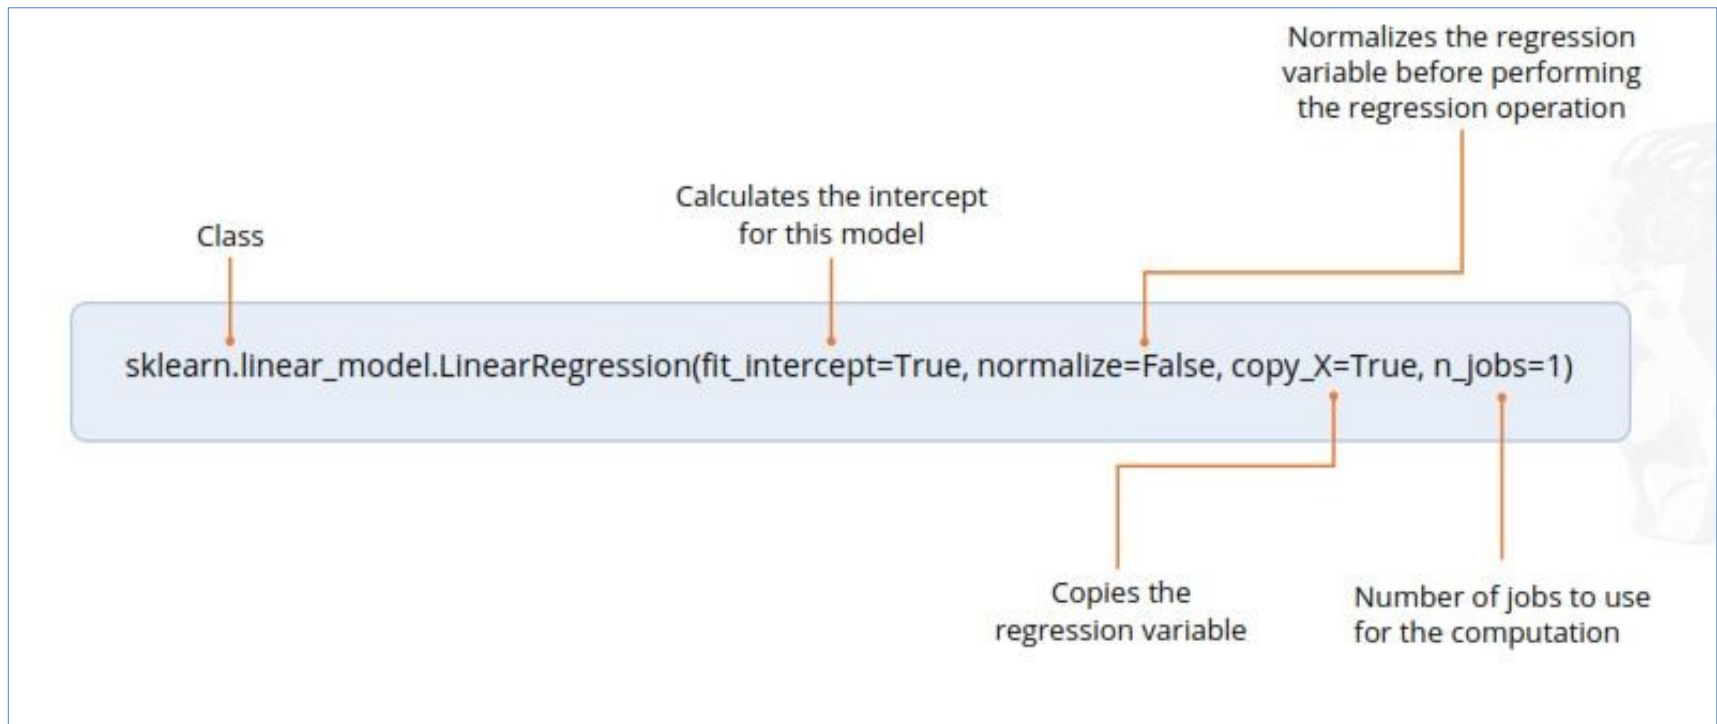 Normalizes the regression
variable before performing
the regression operation
Calculates the intercept
for this model
Class
sklearn.linear_model.LinearRegression(fit_intercept=True, normalize=False, copy_X=True, n_jobs=1)
Copies the
regression variable
Number of jobs to use
for the computation